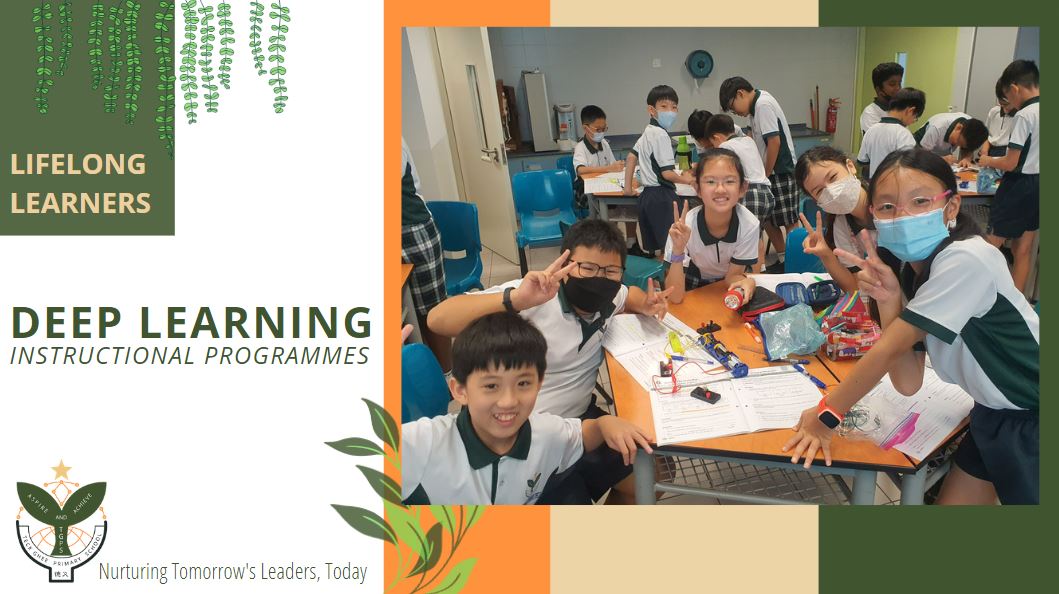 LIFELONG
LEARNERS
DEEP LEARNING
INSTRUCTIONAL PROGRAMMES
ASPIRE AND ACHIEVE
TGPS
TECK GHEE PRIMARY SCHOOL
德义
Nurturing Tomorrow's Leaders, Today